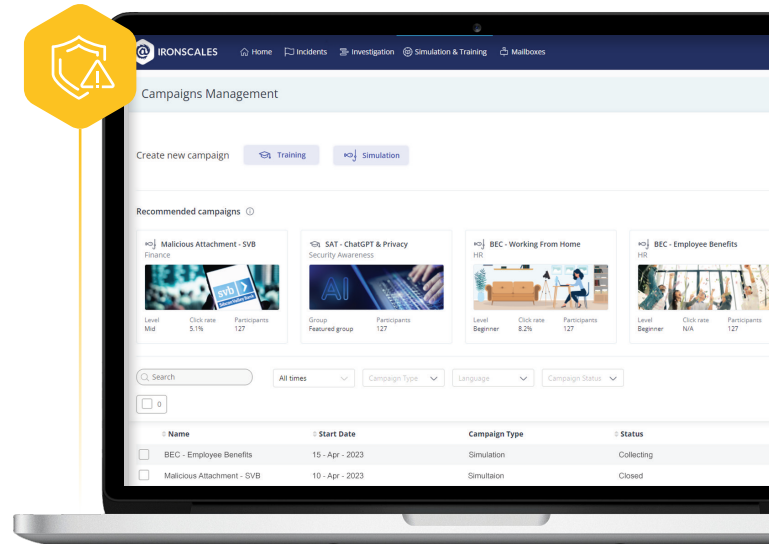 @ IRONSCALES Home Incidents Investigation Simulation & Training Mailboxes
Campaigns Management
Create new campaign Training Simulation
Recommended campaigns
Malicious Attachment - SVB
Finance
svb
Silicon Valley Bank
Level Click rate Participants
Mid 5.1% 127
SAT - ChatGPT & Privacy
Security Awareness
AI
Group Participants
Featured group 127
BEC - Working From Home
HR
Level Click rate Participants
Beginner 8.2% 127
BEC - Employee Benefits
HR
Level Click rate Participants
Beginner N/A 127
Search All times Campaign Type Language Campaign Status
0
Name Start Date Campaign Type Status
BEC - Employee Benefits 15 - Apr - 2023 Simulation Collecting
Malicious Attachment - SVB 10 - Apr - 2023 Simultaion Closed